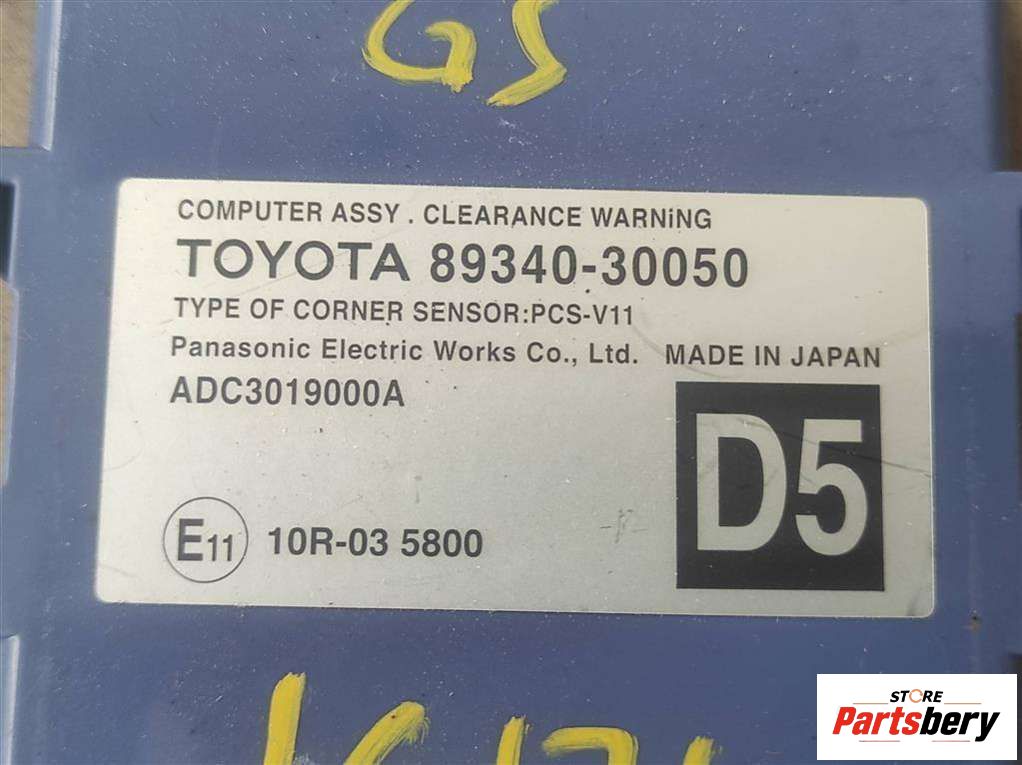 GS
COMPUTER ASSY . CLEARANCE WARNiNG
TOYOTA 89340-30050
TYPE OF CORNER SENSOR:PCS-V11
Panasonic Electric Works Co., Ltd. MADE IN JAPAN
ADC3019000A
D5
E11 10R-03 5800
STORE
Partsbery